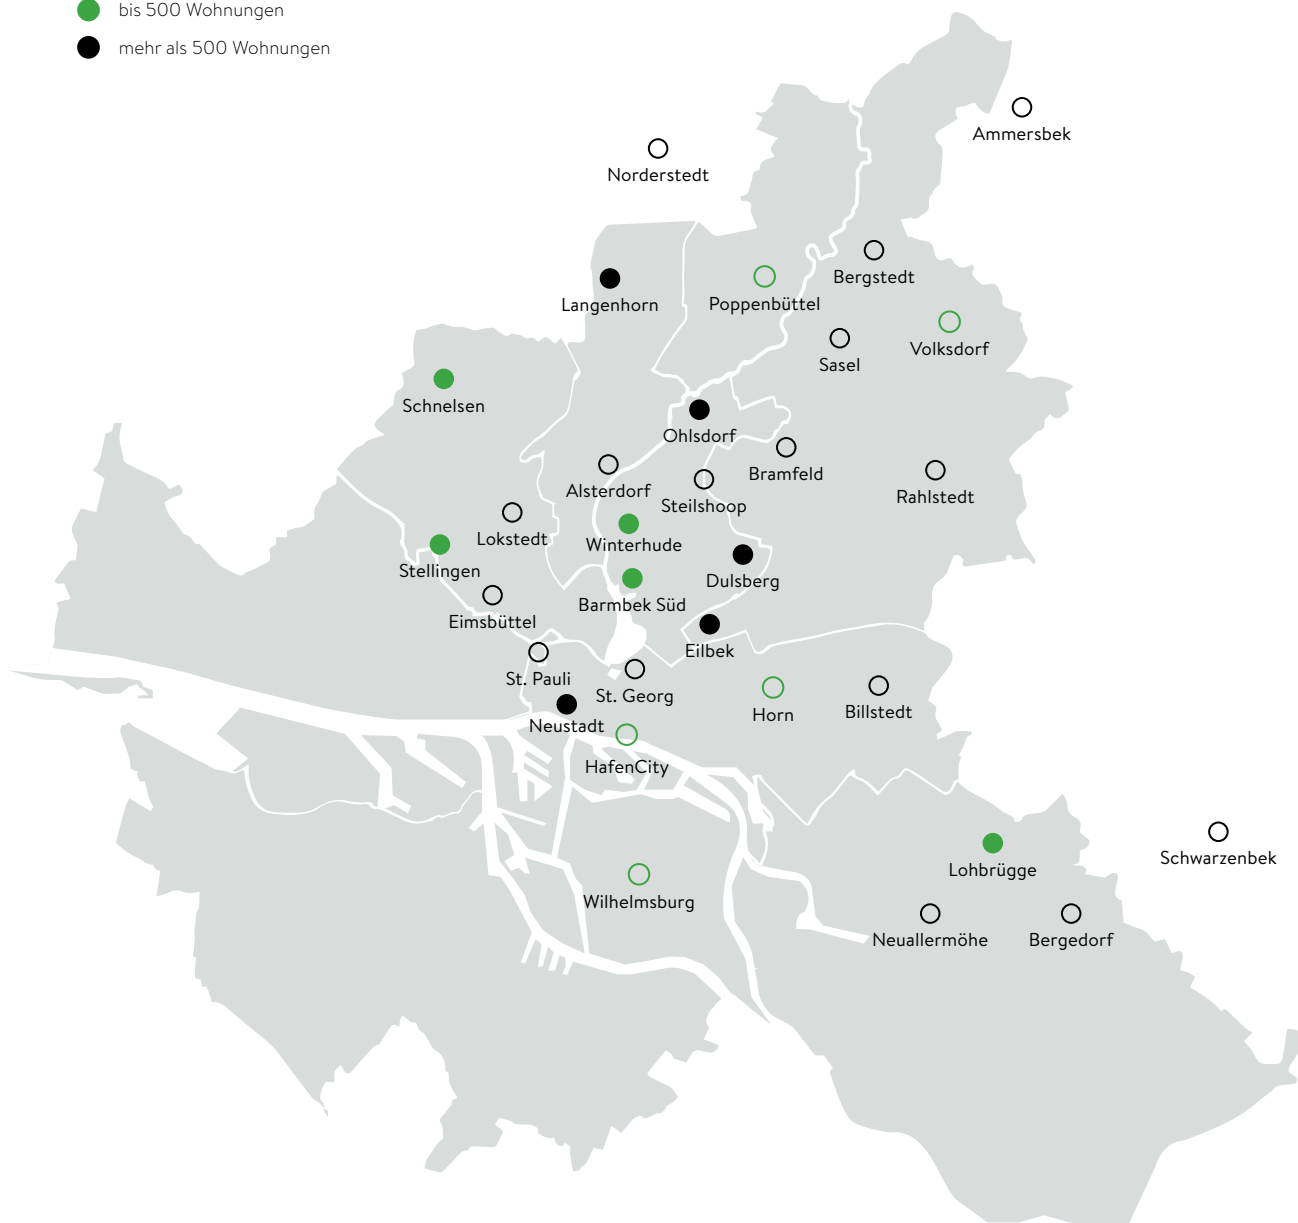 bis 500 Wohnungen
mehr als 500 Wohnungen
Ammersbek
Norderstedt
Bergstedt
Langenhorn
Poppenbüttel
Volksdorf
Sasel
Schnelsen
Ohlsdorf
Bramfeld
Alsterdorf
Rahlstedt
Steilshoop
Lokstedt
Winterhude
Stellingen
Dulsberg
Barmbek Süd
Eimsbüttel
Eilbek
St. Pauli
St. Georg
Billstedt
Horn
Neustadt
HafenCity
Schwarzenbek
Lohbrügge
Wilhelmsburg
Neuallermöhe
Bergedorf